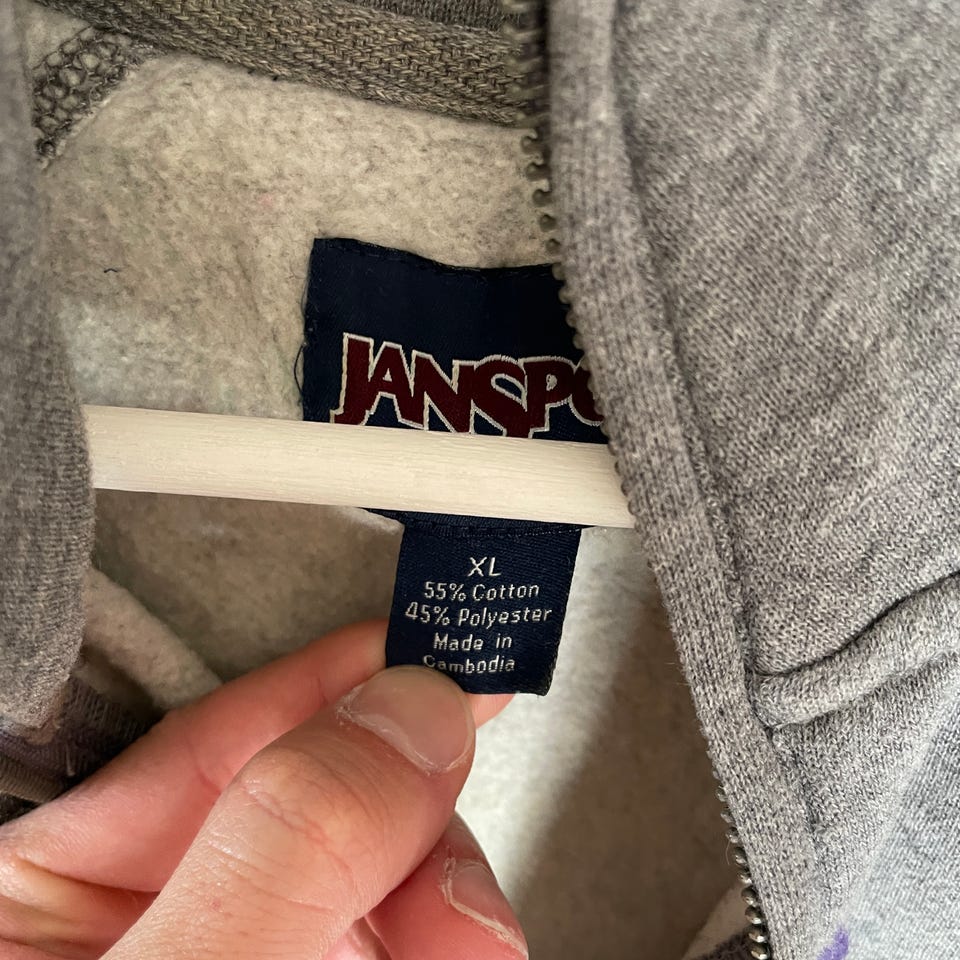 JANSPO
XL
55% Cotton
45% Polyester
Made in
Cambodia